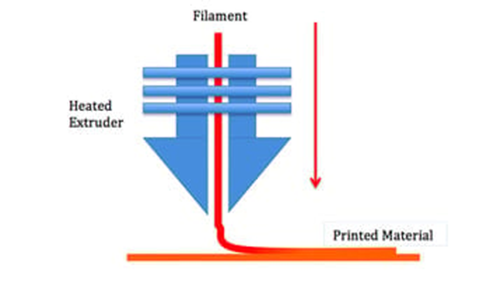 Filament
Heated
Extruder
Printed Material